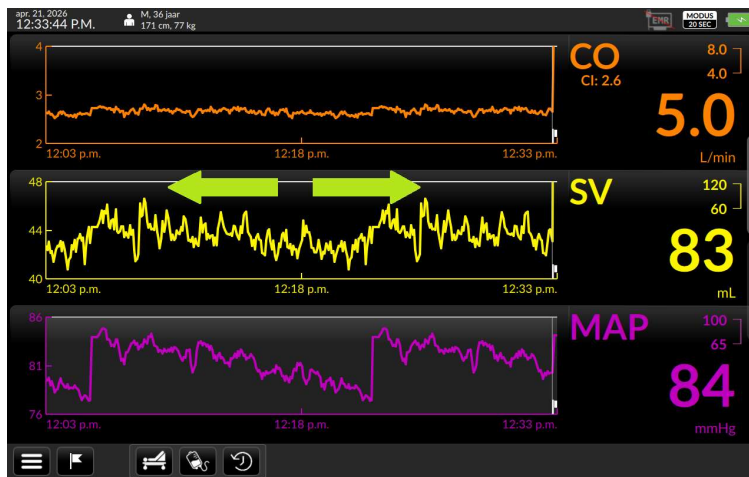 apr. 21, 2026
12:33:44 P.M.
M, 36 jaar
171 cm, 77 kg
EMR
MODUS
20 SEC
4
3
2
12:03 p.m.
12:18 p.m.
12:33 p.m.
CO
CI: 2.6
8.0
4.0
5.0
L/min
48
44
40
12:03 p.m.
12:18 p.m.
12:33 p.m.
SV
120
60
83
mL
86
81
76
12:03 p.m.
12:18 p.m.
12:33 p.m.
MAP
100
65
84
mmHg